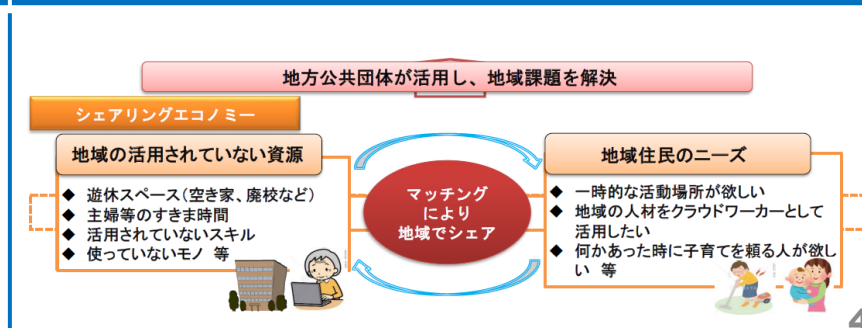 地方公共団体が活用し、地域課題を解決
シェアリングエコノミー
地域の活用されていない資源
◆ 遊休スペース(空き家、廃校など)
◆ 主婦等のすきま時間
◆ 活用されていないスキル
◆ 使っていないモノ 等
マッチング
により
地域でシェア
地域住民のニーズ
◆ 一時的な活動場所が欲しい
◆ 地域の人材をクラウドワーカーとして
活用したい
◆ 何かあった時に子育てを頼る人が欲し
い 等